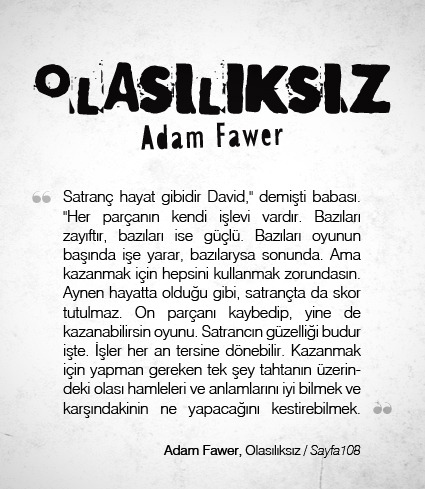 OLASILIKSIZ
Adam Fawer
“ Satranç hayat gibidir David," demişti babası.
"Her parçanın kendi işlevi vardır. Bazıları
zayıftır, bazıları ise güçlü. Bazıları oyunun
başında işe yarar, bazılarysa sonunda. Ama
kazanmak için hepsini kullanmak zorundasın.
Aynen hayatta olduğu gibi, satrançta da skor
tutulmaz. On parçanı kaybedip, yine de
kazanabilirsin oyunu. Satrancın güzelliği budur
işte. İşler her an tersine dönebilir. Kazanmak
için yapman gereken tek şey tahtanın üzerin-
deki olası hamleleri ve anlamlarını iyi bilmek ve
karşındakinin ne yapacağını kestirebilmek. ”
Adam Fawer, Olasılıksız / Sayfa108